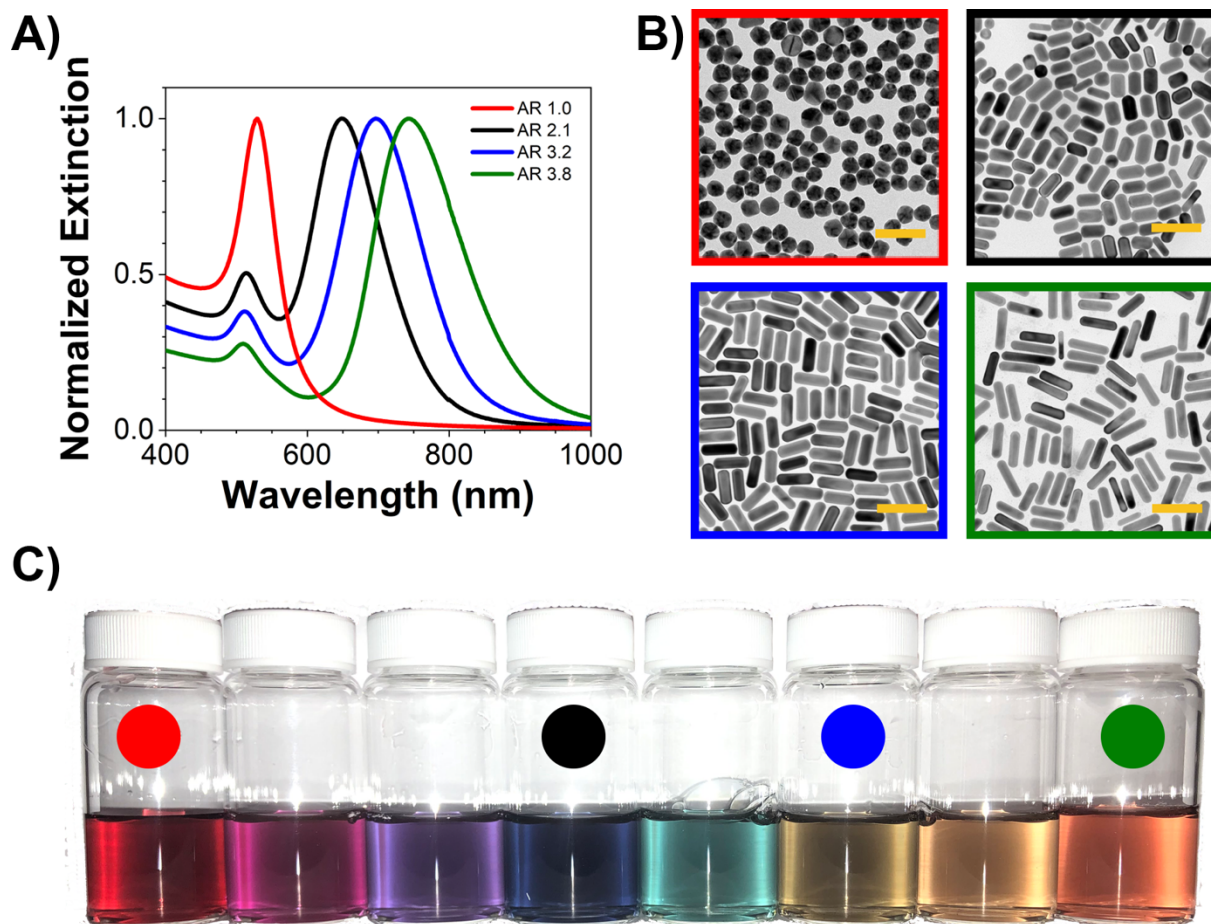 A)
B)
Normalized Extinction
1.0
0.5
0.0
AR 1.0
AR 2.1
AR 3.2
AR 3.8
400
600
800
1000
Wavelength (nm)
C)